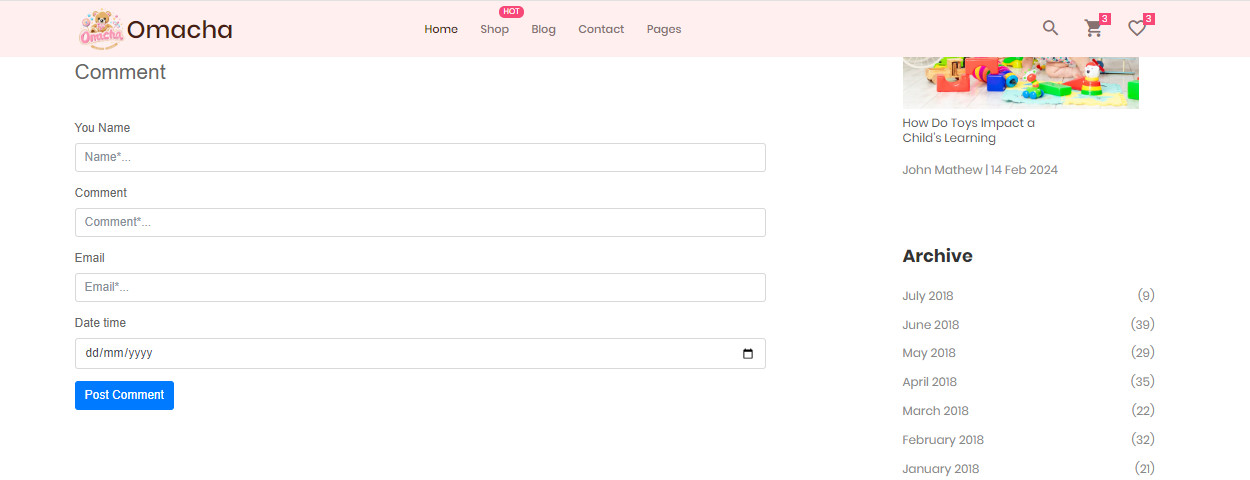 Omacha
Omacha
Home
HOT
Shop
Blog
Contact
Pages
3
3
Comment
You Name
Name*...
Comment
Comment*...
Email
Email*...
Date time
dd/mm/yyyy
Post Comment
How Do Toys Impact a
Child's Learning
John Mathew | 14 Feb 2024
Archive
July 2018 (9)
June 2018 (39)
May 2018 (29)
April 2018 (35)
March 2018 (22)
February 2018 (32)
January 2018 (21)